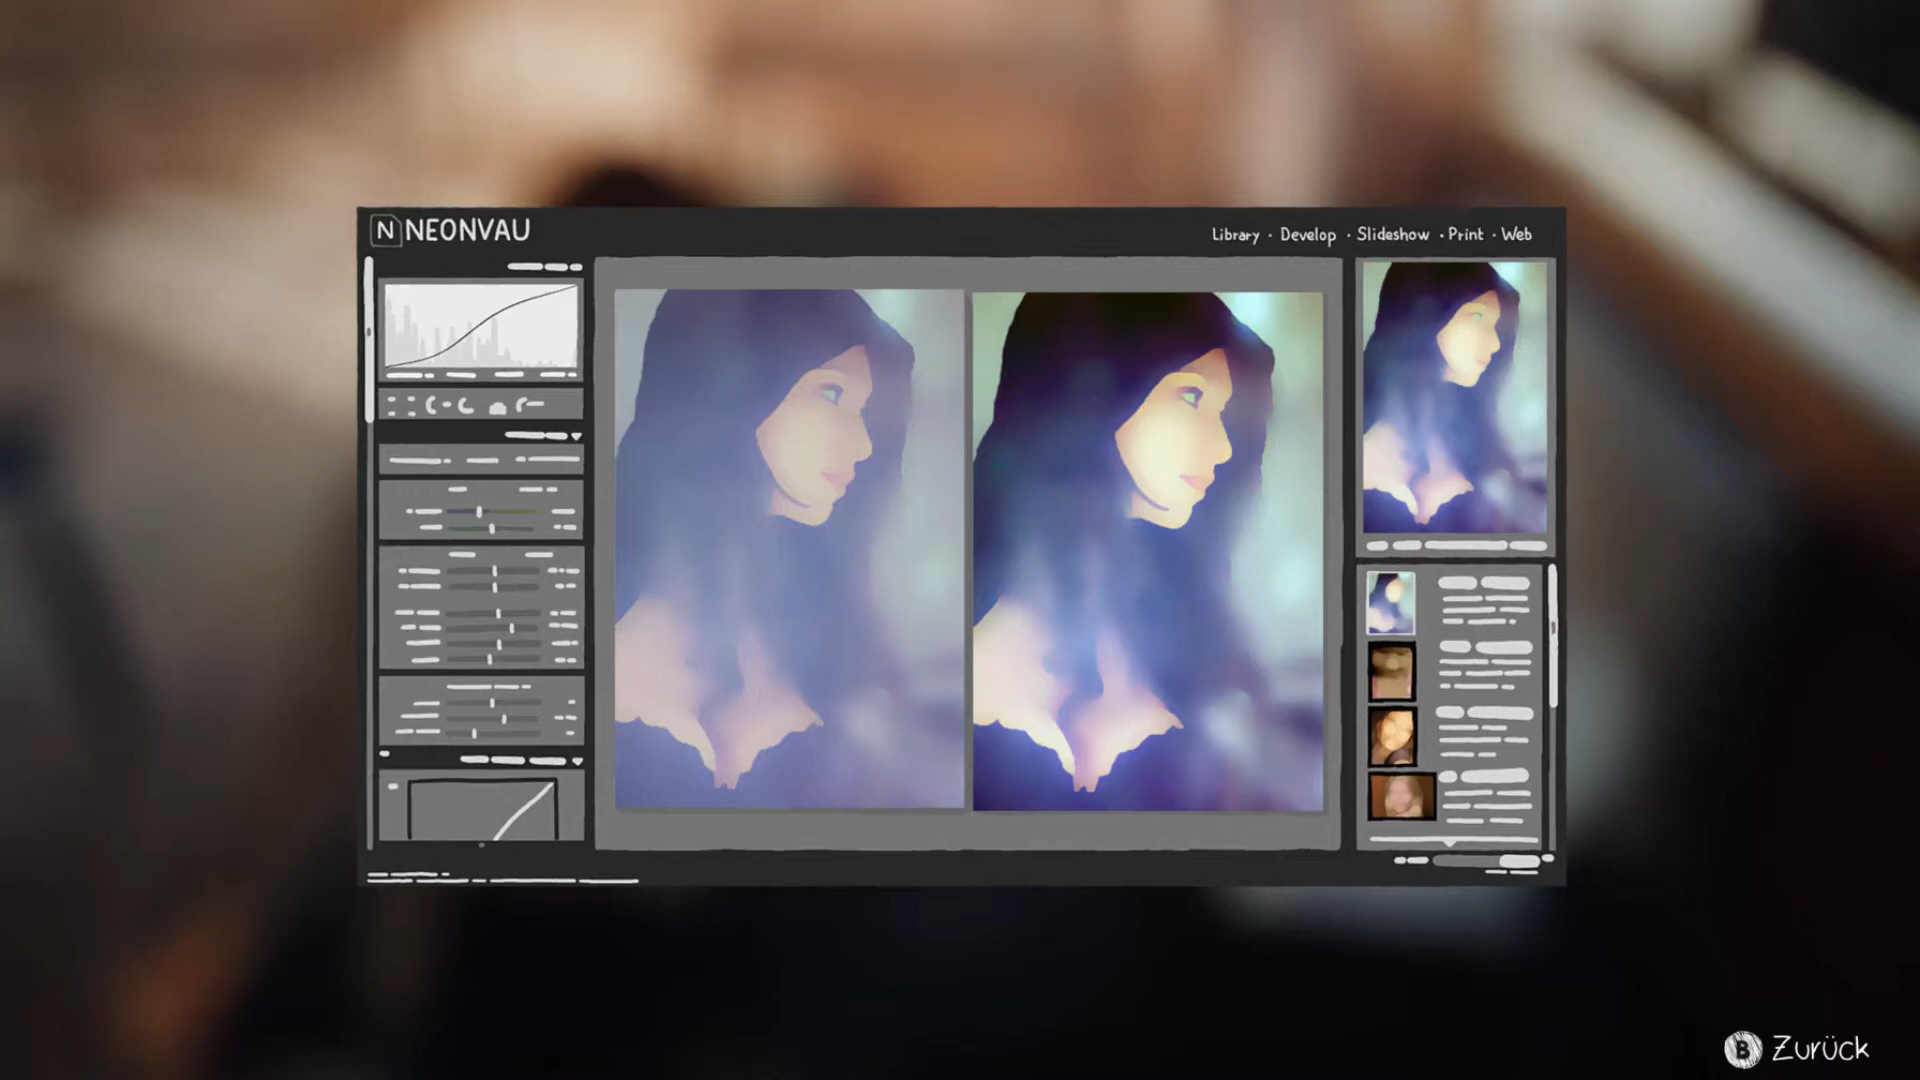 N NEONVAU
Library · Develop · Slideshow · Print · Web
B Zurück